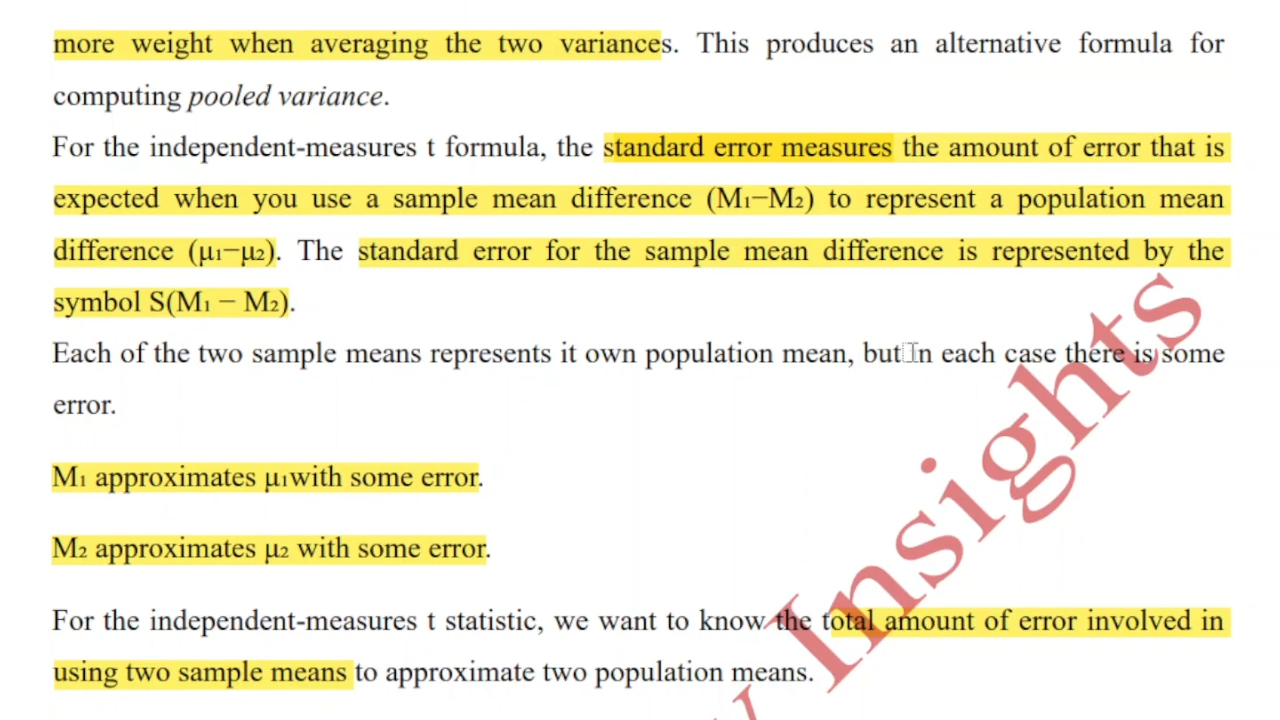 more weight when averaging the two variances. This produces an alternative formula for
computing pooled variance.
For the independent-measures t formula, the standard error measures the amount of error that is
expected when you use a sample mean difference (M₁−M₂) to represent a population mean
difference (μ₁−μ₂). The standard error for the sample mean difference is represented by the
symbol S(M₁ − M₂).
Each of the two sample means represents it own population mean, but in each case there is some
error.
M₁ approximates μ₁with some error.
M₂ approximates μ₂ with some error.
For the independent-measures t statistic, we want to know the total amount of error involved in
using two sample means to approximate two population means.
y Insights